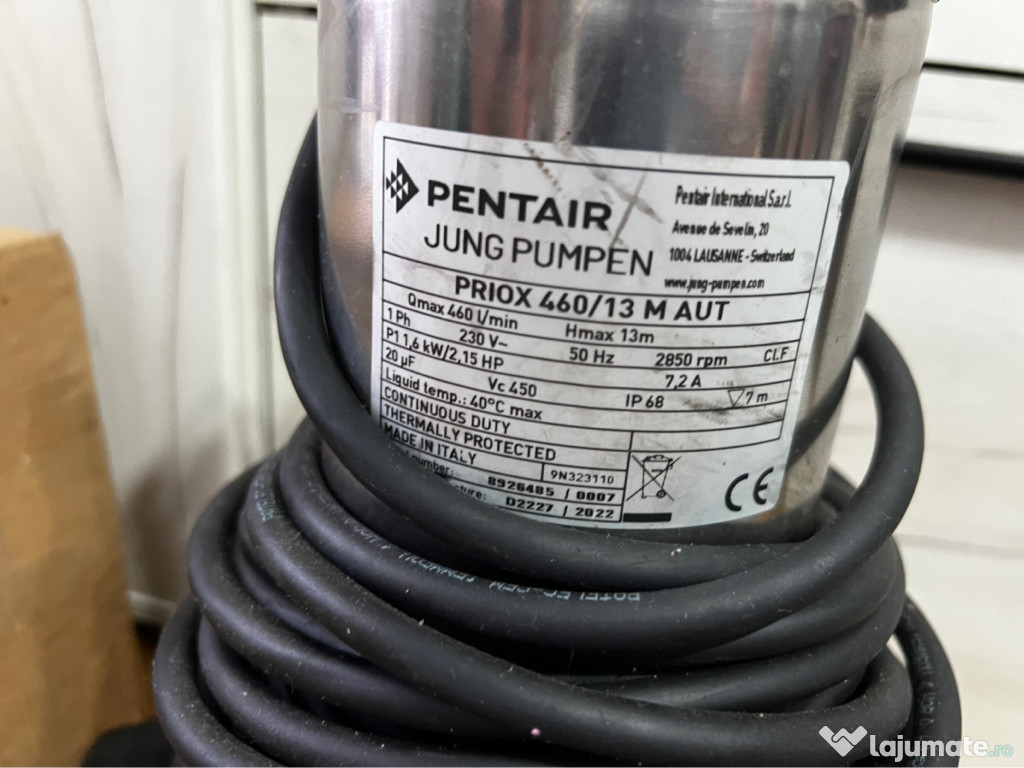 PENTAIR
JUNG PUMPEN
Pentair International S.a.r.l.
Avenue de Sevelin, 20
1004 LAUSANNE - Switzerland
www.jung-pumpen.com
PRIOX 460/13 M AUT
Qmax 460 l/min Hmax 13m
1 Ph 230 V~ 50 Hz 2850 rpm Cl.F
P1 1,6 kW/2,15 HP 7,2 A
20 µF Vc 450 IP 68 7 m
Liquid temp.: 40°C max
CONTINUOUS DUTY
THERMALLY PROTECTED
MADE IN ITALY 9N323110
number: 8926485 / 0007
D2227 / 2022
CE
lajumate.ro